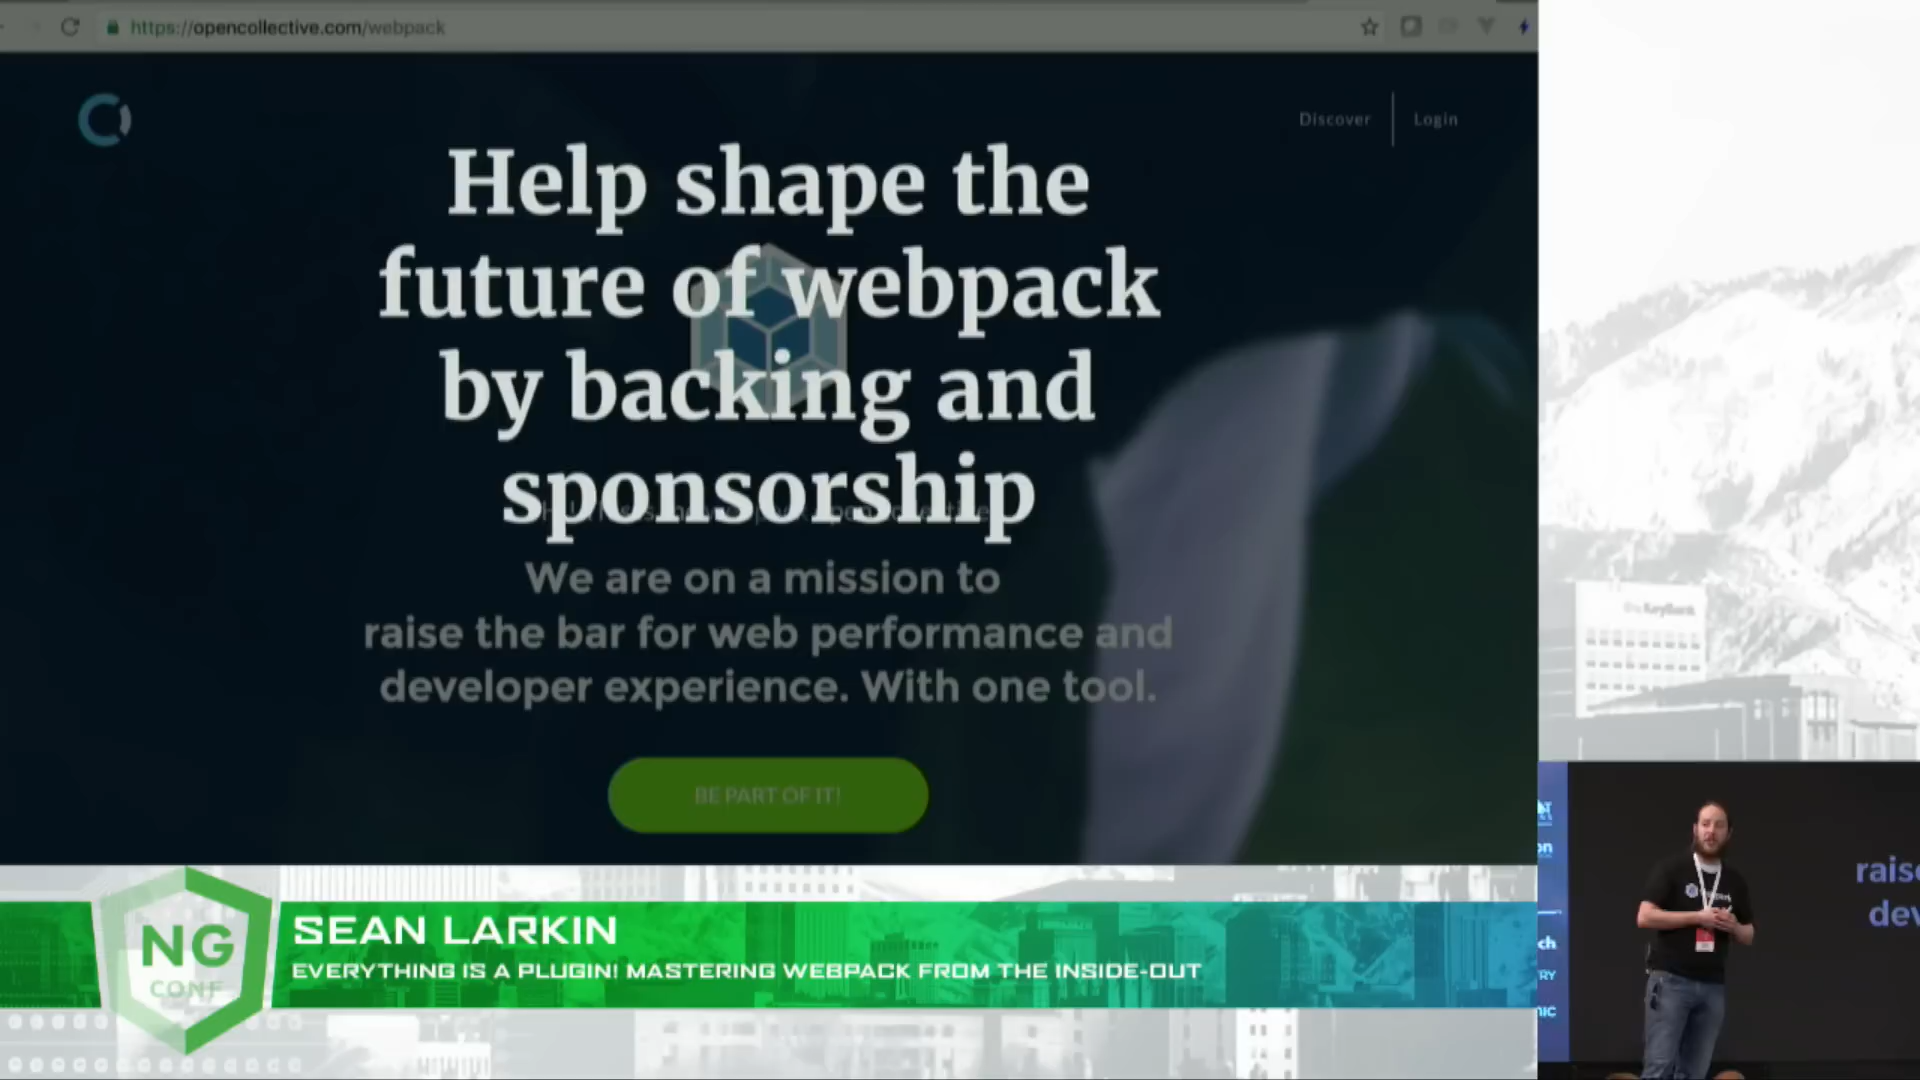 https://opencollective.com/webpack
Discover
Login
Help shape the
future of webpack
by backing and
sponsorship
We are on a mission to
raise the bar for web performance and
developer experience. With one tool.
BE PART OF IT!
KeyBank
NG
CONF
SEAN LARKIN
EVERYTHING IS A PLUGIN! MASTERING WEBPACK FROM THE INSIDE-OUT
rais
dev